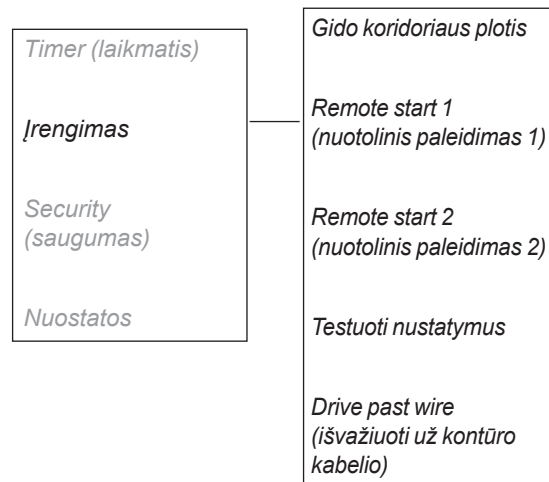 Timer (laikmatis)
Įrengimas
Security
(saugumas)
Nuostatos
Gido koridoriaus plotis
Remote start 1
(nuotolinis paleidimas 1)
Remote start 2
(nuotolinis paleidimas 2)
Testuoti nustatymus
Drive past wire
(išvažiuoti už kontūro
kabelio)